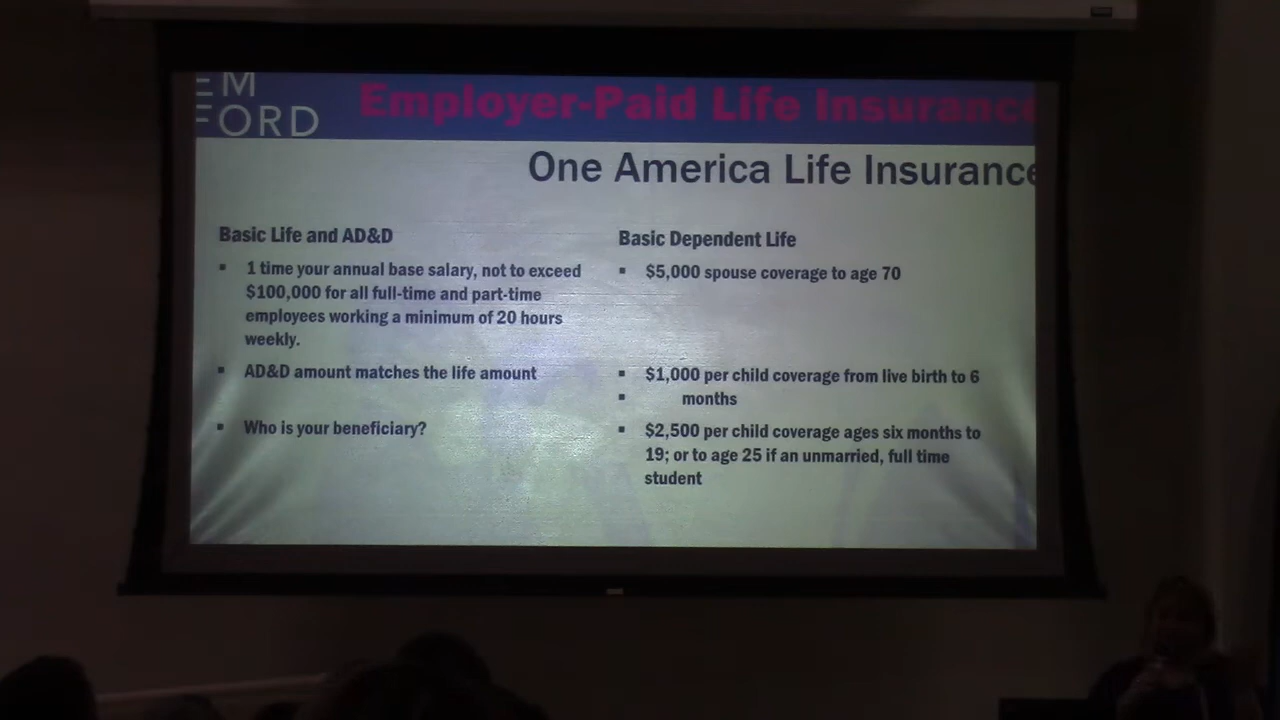 EM
FORD
Employer-Paid Life Insurance
One America Life Insurance
Basic Life and AD&D
▪ 1 time your annual base salary, not to exceed
$100,000 for all full-time and part-time
employees working a minimum of 20 hours
weekly.
▪ AD&D amount matches the life amount
▪ Who is your beneficiary?
Basic Dependent Life
▪ $5,000 spouse coverage to age 70
▪ $1,000 per child coverage from live birth to 6
▪ months
▪ $2,500 per child coverage ages six months to
19; or to age 25 if an unmarried, full time
student